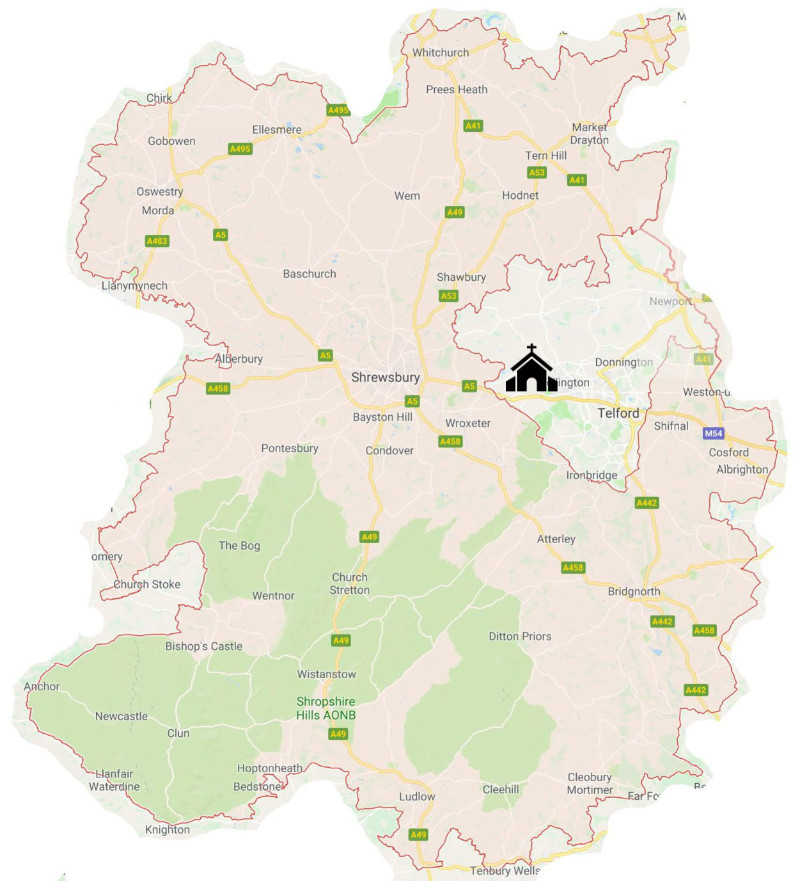 M
Whitchurch
Prees Heath
Chirk
A495
Ellesmere
A41
Market
Drayton
Gobowen
A495
Tern Hill
A53
A41
Oswestry
Wem
Hodnet
Morda
A49
A5
A483
Baschurch
Shawbury
Llanymynech
A53
Newport
Alberbury
A5
Donnington
A41
Shrewsbury
A5
ington
A458
Weston-u
A5
Bayston Hill
Wroxeter
Telford
Shifnal
M54
A458
Pontesbury
Condover
Cosford
Albrighton
Ironbridge
A442
The Bog
A49
Atterley
omery
Church Stoke
Church
Stretton
A458
Wentnor
Bridgnorth
A442
A458
Bishop's Castle
A49
Ditton Priors
Wistanstow
Anchor
A442
Shropshire
Hills AONB
Newcastle
Clun
A49
Hoptonheath
Llanfair
Waterdine
Bedstone
Cleobury
Mortimer
Ludlow
Cleehill
Far Fo
Be
Knighton
A49
Tenbury Wells